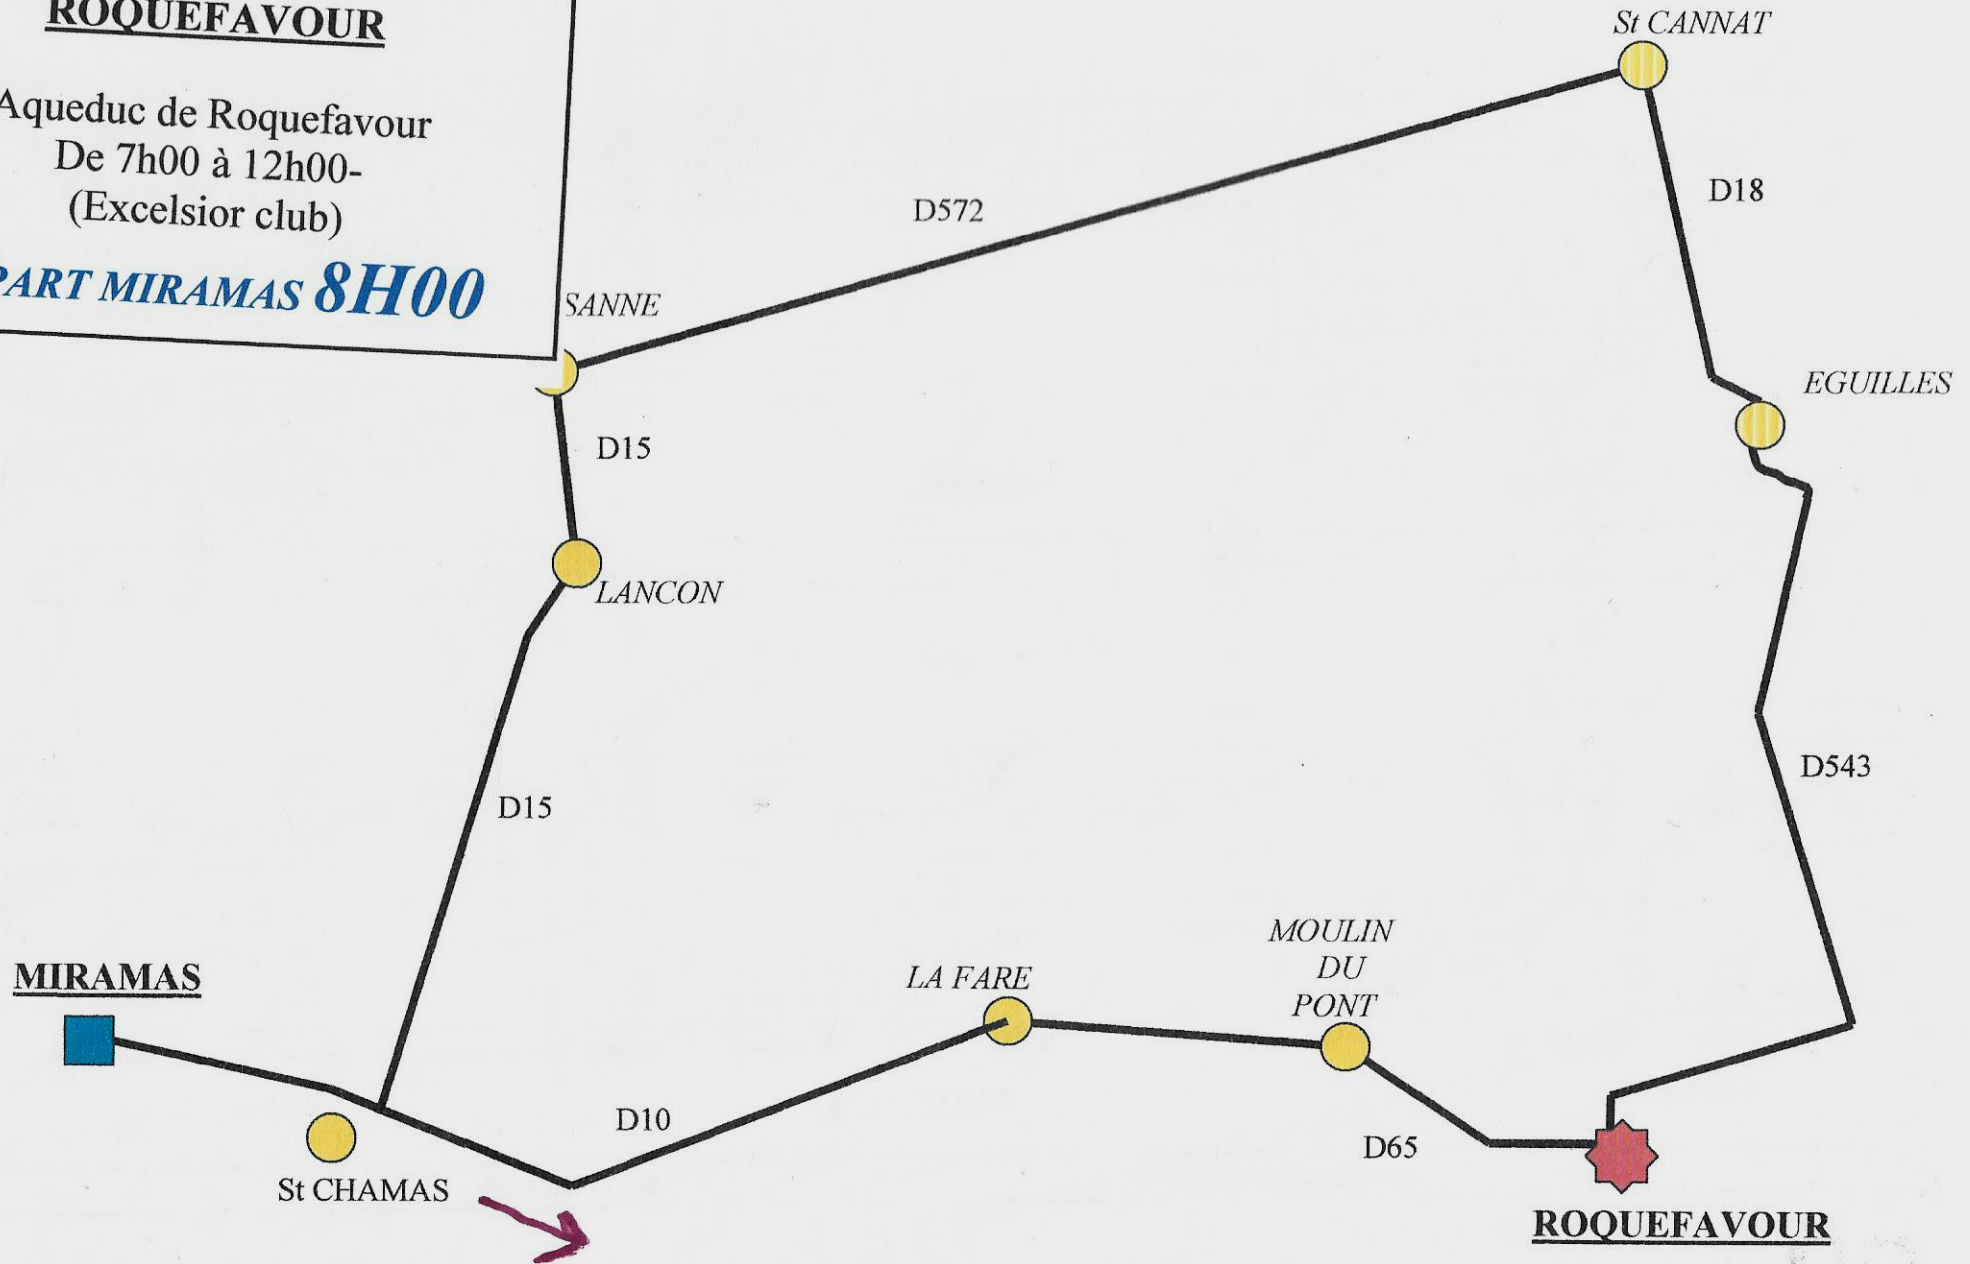 ROQUEFAVOUR
Aqueduc de Roquefavour
De 7h00 à 12h00-
(Excelsior club)
PART MIRAMAS 8H00
St CANNAT
D18
D572
SANNE
EGUILLES
D15
LANCON
D543
D15
MOULIN
DU
PONT
LA FARE
MIRAMAS
D10
D65
St CHAMAS
ROQUEFAVOUR